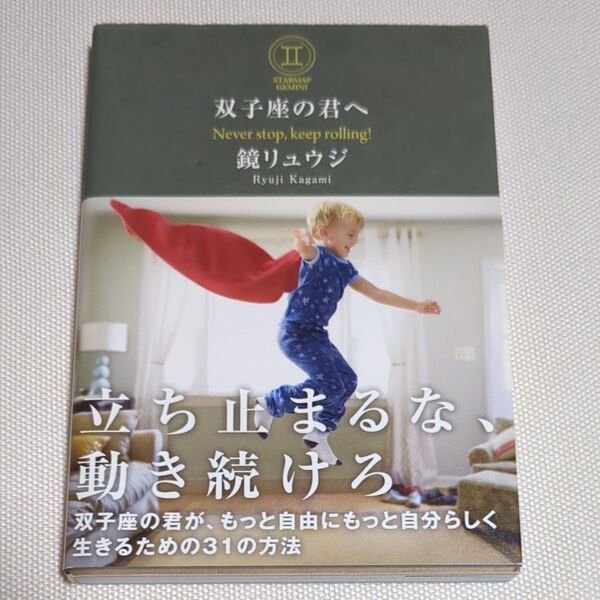 ♊
STARMAP
GEMINI
双子座の君へ
Never stop, keep rolling!
鏡リュウジ
Ryuji Kagami
立ち止まるな、
動き続けろ
双子座の君が、もっと自由にもっと自分らしく
生きるための31の方法